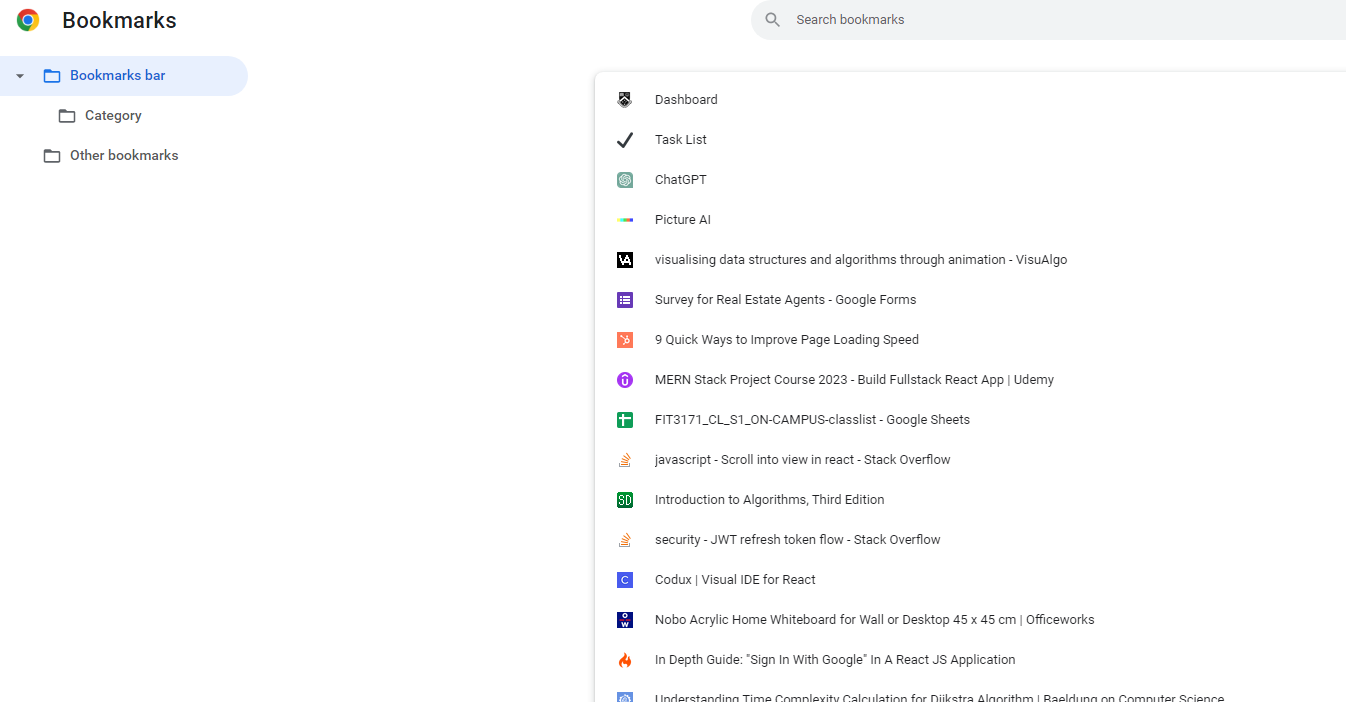 Bookmarks
Search bookmarks
Bookmarks bar
Category
Other bookmarks
Dashboard
Task List
ChatGPT
Picture AI
visualising data structures and algorithms through animation - VisuAlgo
Survey for Real Estate Agents - Google Forms
9 Quick Ways to Improve Page Loading Speed
MERN Stack Project Course 2023 - Build Fullstack React App | Udemy
FIT3171_CL_S1_ON-CAMPUS-classlist - Google Sheets
javascript - Scroll into view in react - Stack Overflow
SD
Introduction to Algorithms, Third Edition
security - JWT refresh token flow - Stack Overflow
C
Codux | Visual IDE for React
O
W
Nobo Acrylic Home Whiteboard for Wall or Desktop 45 x 45 cm | Officeworks
In Depth Guide: "Sign In With Google" In A React JS Application
Understanding Time Complexity Calculation for Dijkstra Algorithm | Baeldung on Computer Science